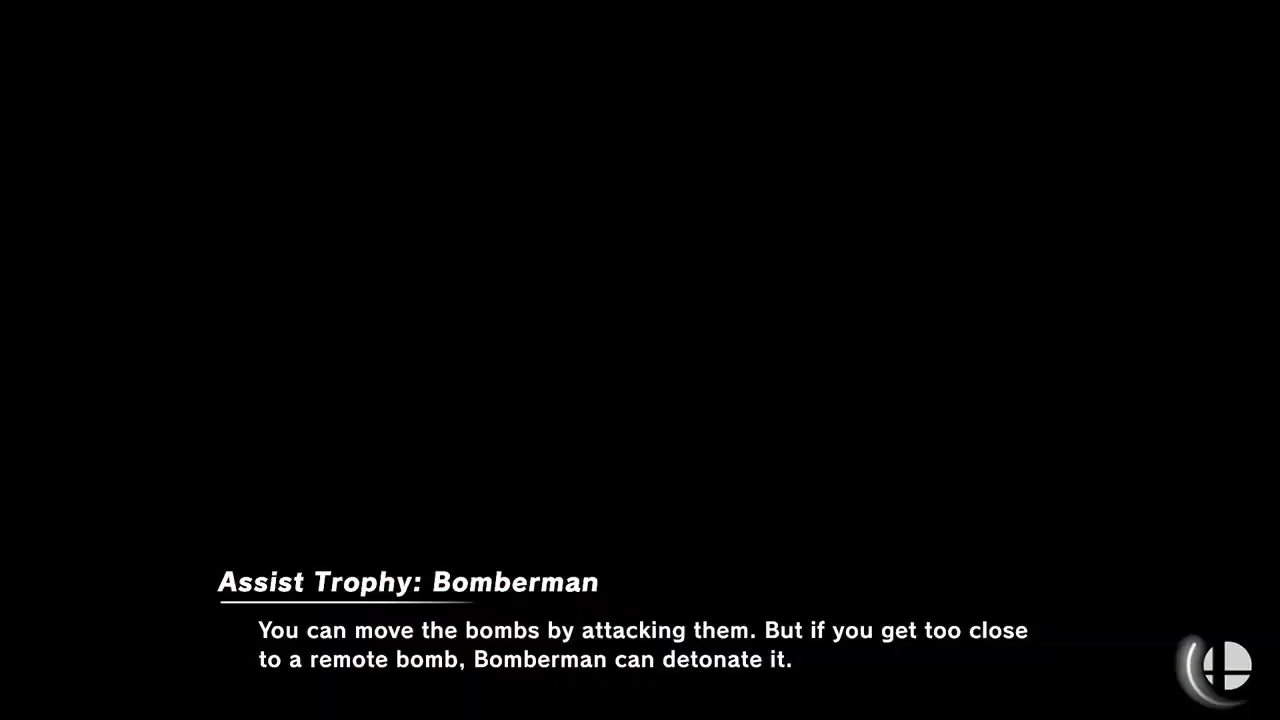 Assist Trophy: Bomberman
You can move the bombs by attacking them. But if you get too close
to a remote bomb, Bomberman can detonate it.